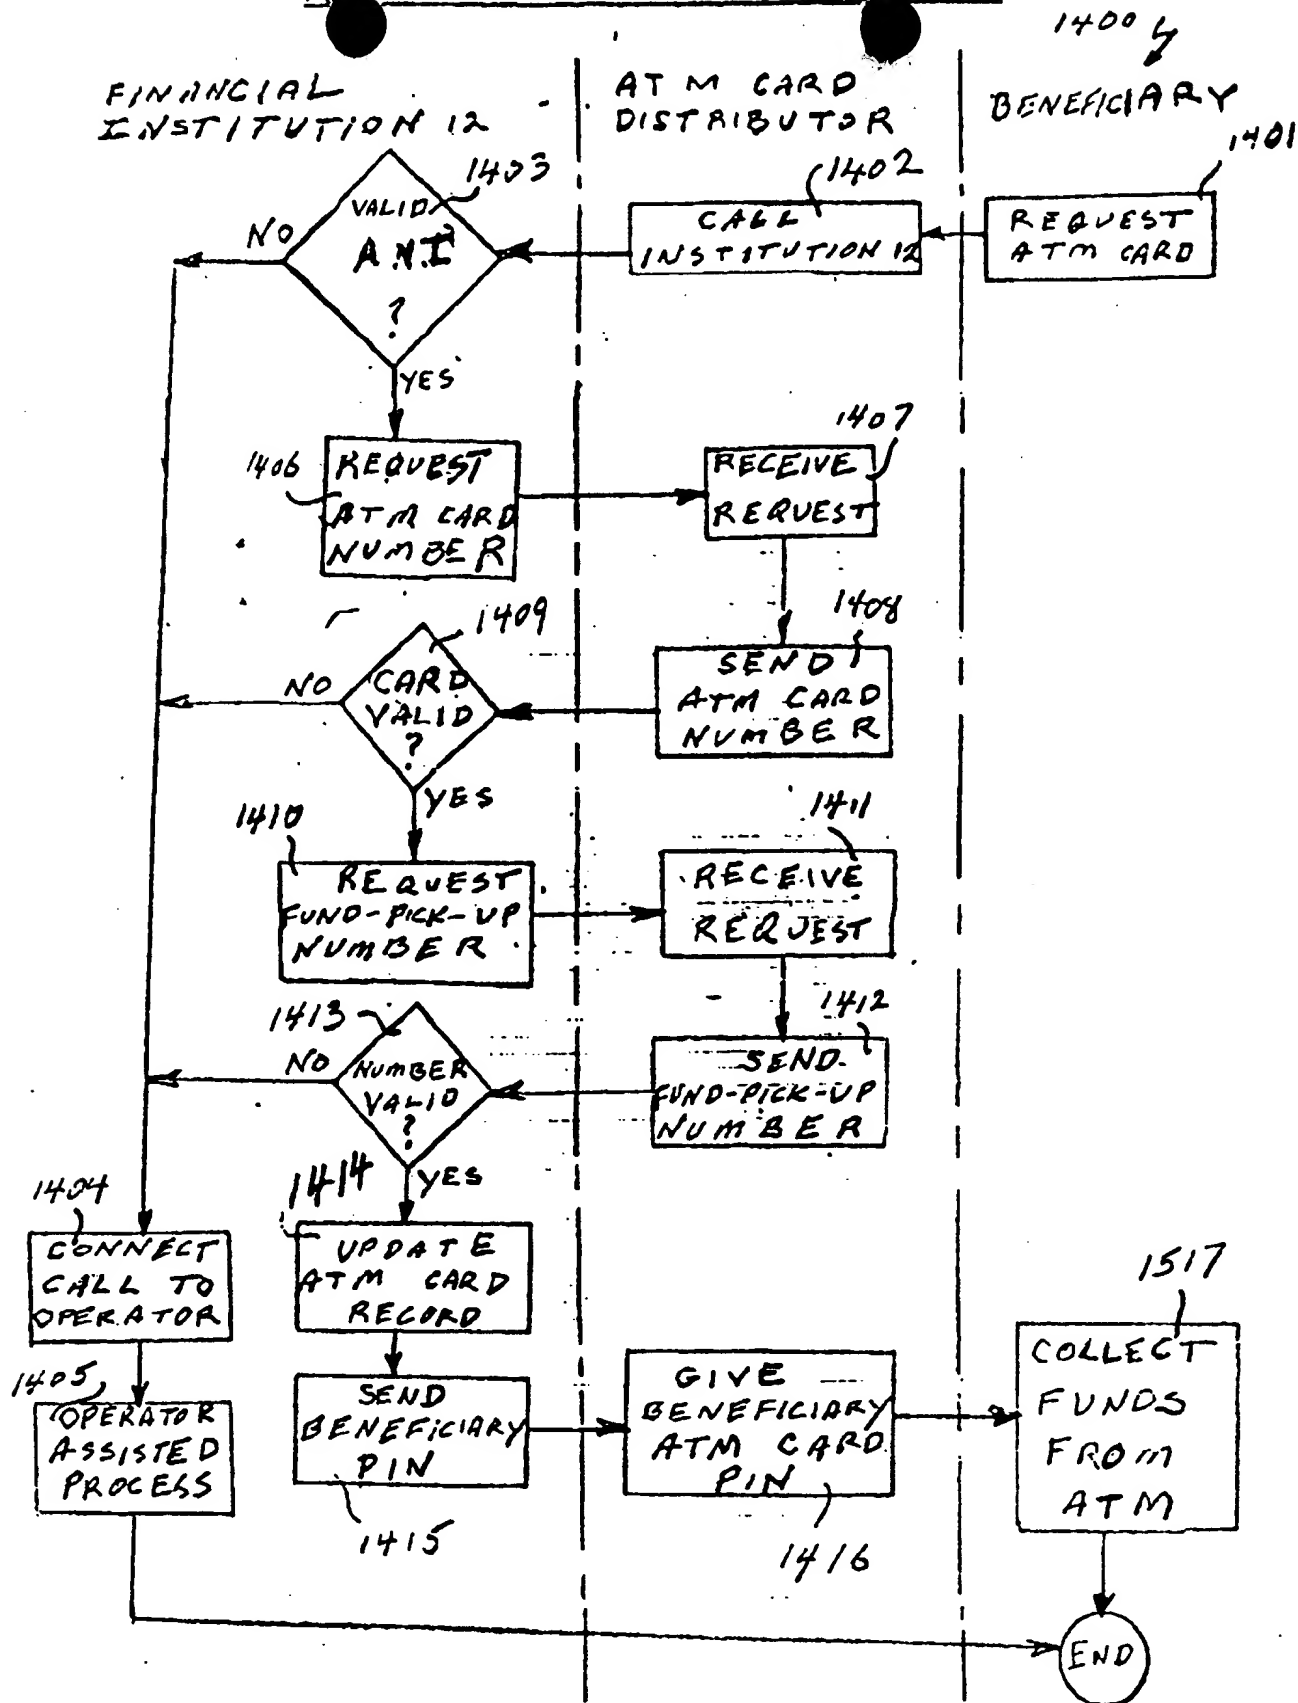 1400
FINANCIAL
INSTITUTION 12
ATM CARD
DISTRIBUTOR
BENEFICIARY
1401
REQUEST
ATM CARD
1402
CALL
INSTITUTION 12
1403
VALID
ANI
?
NO
YES
1406
REQUEST
ATM CARD
NUMBER
1407
RECEIVE
REQUEST
1408
SEND
ATM CARD
NUMBER
1409
CARD
VALID
?
NO
YES
1410
REQUEST
FUND-PICK-UP
NUMBER
1411
RECEIVE
REQUEST
1412
SEND
FUND-PICK-UP
NUMBER
1413
NUMBER
VALID
?
NO
YES
1404
CONNECT
CALL TO
OPERATOR
1405
OPERATOR
ASSISTED
PROCESS
1414
UPDATE
ATM CARD
RECORD
SEND
BENEFICIARY
PIN
1415
GIVE
BENEFICIARY
ATM CARD
PIN
1416
1517
COLLECT
FUNDS
FROM
ATM
END